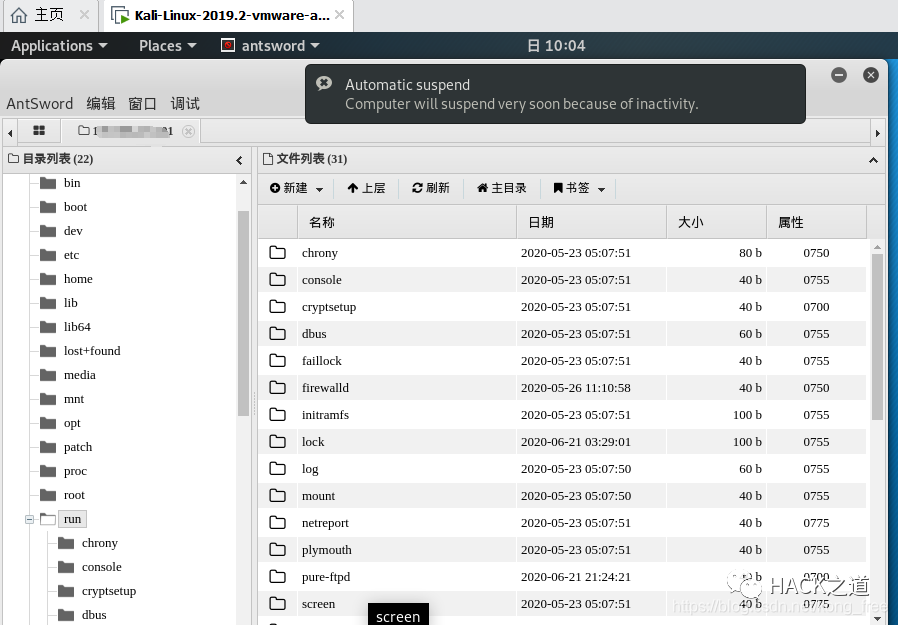 主页 Kali-Linux-2019.2-vmware-a...
Applications Places antsword 日 10:04
Automatic suspend
Computer will suspend very soon because of inactivity.
AntSword 编辑 窗口 调试
目录列表 (22)
bin
boot
dev
etc
home
lib
lib64
lost+found
media
mnt
opt
patch
proc
root
run
chrony
console
cryptsetup
dbus
文件列表 (31)
新建 上层 刷新 主目录 书签
名称 日期 大小 属性
chrony 2020-05-23 05:07:51 80 b 0750
console 2020-05-23 05:07:51 40 b 0755
cryptsetup 2020-05-23 05:07:51 40 b 0700
dbus 2020-05-23 05:07:51 60 b 0755
faillock 2020-05-23 05:07:51 40 b 0755
firewalld 2020-05-26 11:10:58 40 b 0750
initramfs 2020-05-23 05:07:51 100 b 0755
lock 2020-06-21 03:29:01 100 b 0755
log 2020-05-23 05:07:50 60 b 0755
mount 2020-05-23 05:07:50 40 b 0755
netreport 2020-05-23 05:07:51 40 b 0775
plymouth 2020-05-23 05:07:51 40 b 0755
pure-ftpd 2020-06-21 21:24:21 b 0700
screen 2020-05-23 05:07:51 40 b 0775
screen
HACK之道